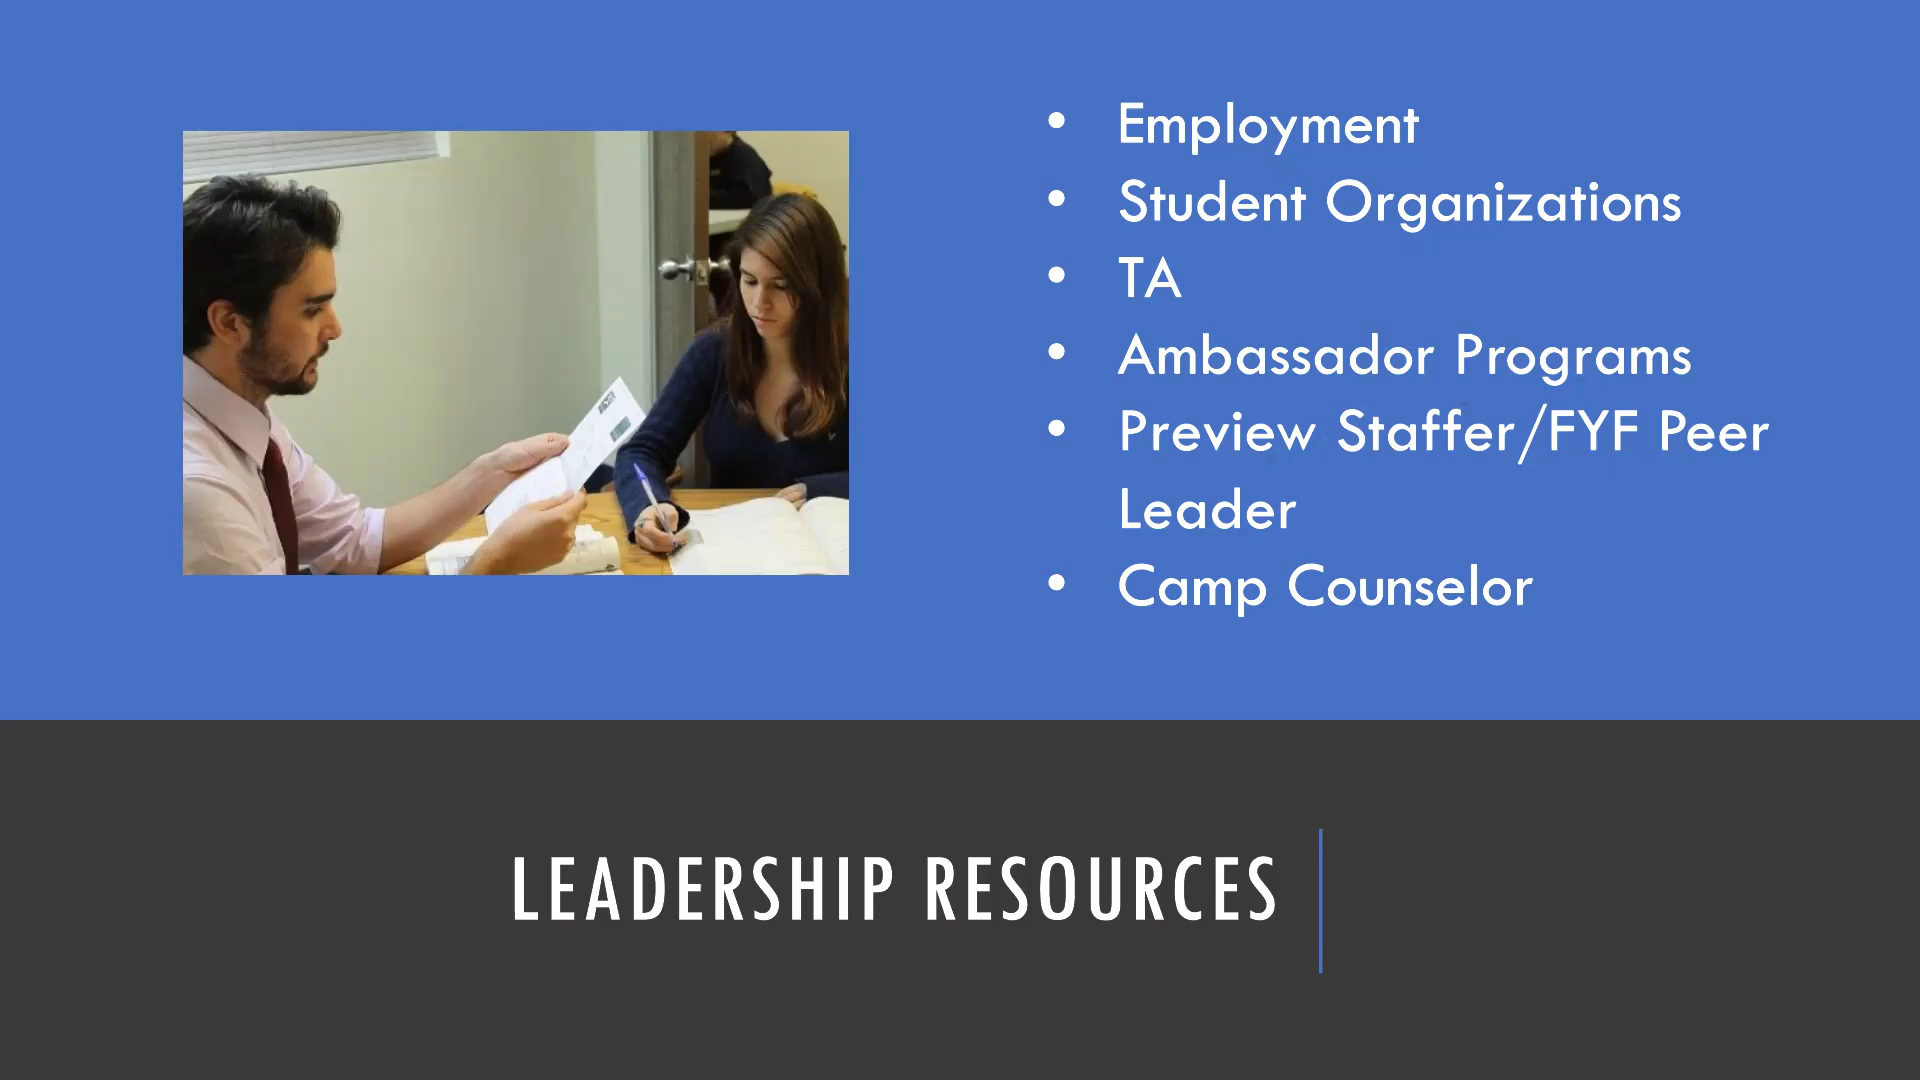 • Employment
• Student Organizations
• TA
• Ambassador Programs
• Preview Staffer/FYF Peer
Leader
• Camp Counselor
LEADERSHIP RESOURCES